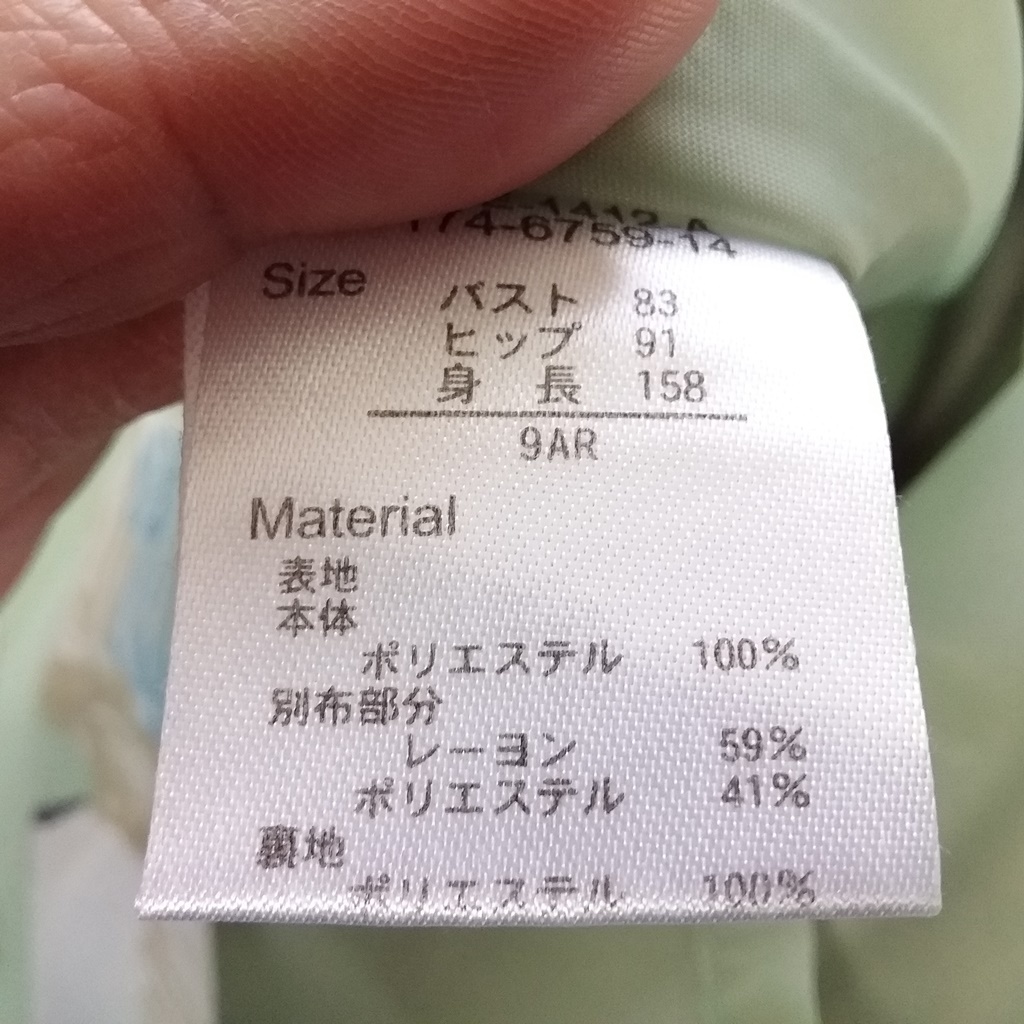 -1412-A
174-6759-14
Size
バスト 83
ヒップ 91
身 長 158
9AR
Material
表地
本体
ポリエステル 100%
別布部分
レーヨン 59%
ポリエステル 41%
裏地
ポリエステル 100%